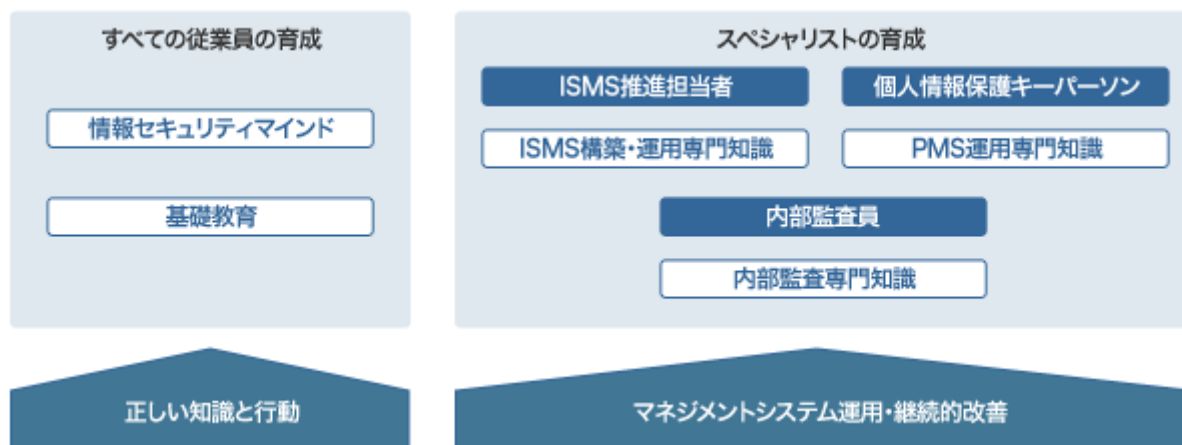 すべての従業員の育成
情報セキュリティマインド
基礎教育
正しい知識と行動
スペシャリストの育成
ISMS推進担当者
個人情報保護キーパーソン
ISMS構築・運用専門知識
PMS運用専門知識
内部監査員
内部監査専門知識
マネジメントシステム運用・継続的改善